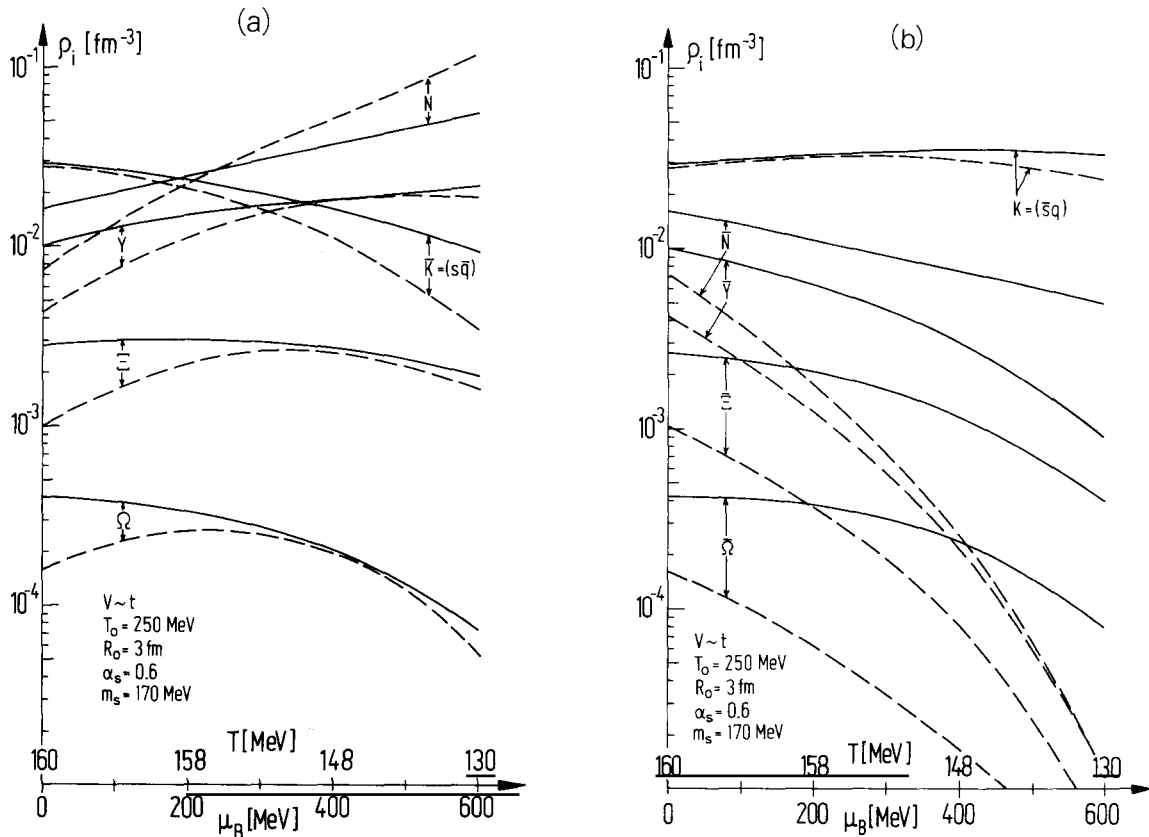 (a)
ρᵢ [fm⁻³]
10⁻¹
10⁻²
10⁻³
10⁻⁴
N
Y
K̄=(sq̄)
Ξ
Ω
V~t
T₀ = 250 MeV
R₀ = 3 fm
αₛ = 0.6
mₛ = 170 MeV
T [MeV]
160 158 148 130
0 200 400 600
μ_B [MeV]
(b)
ρᵢ [fm⁻³]
10⁻¹
10⁻²
10⁻³
10⁻⁴
K=(s̄q)
N̄
Ȳ
Ξ̄
Ω̄
V~t
T₀ = 250 MeV
R₀ = 3 fm
αₛ = 0.6
mₛ = 170 MeV
T[MeV]
160 158 148 130
0 200 400 600
μ_B [MeV]